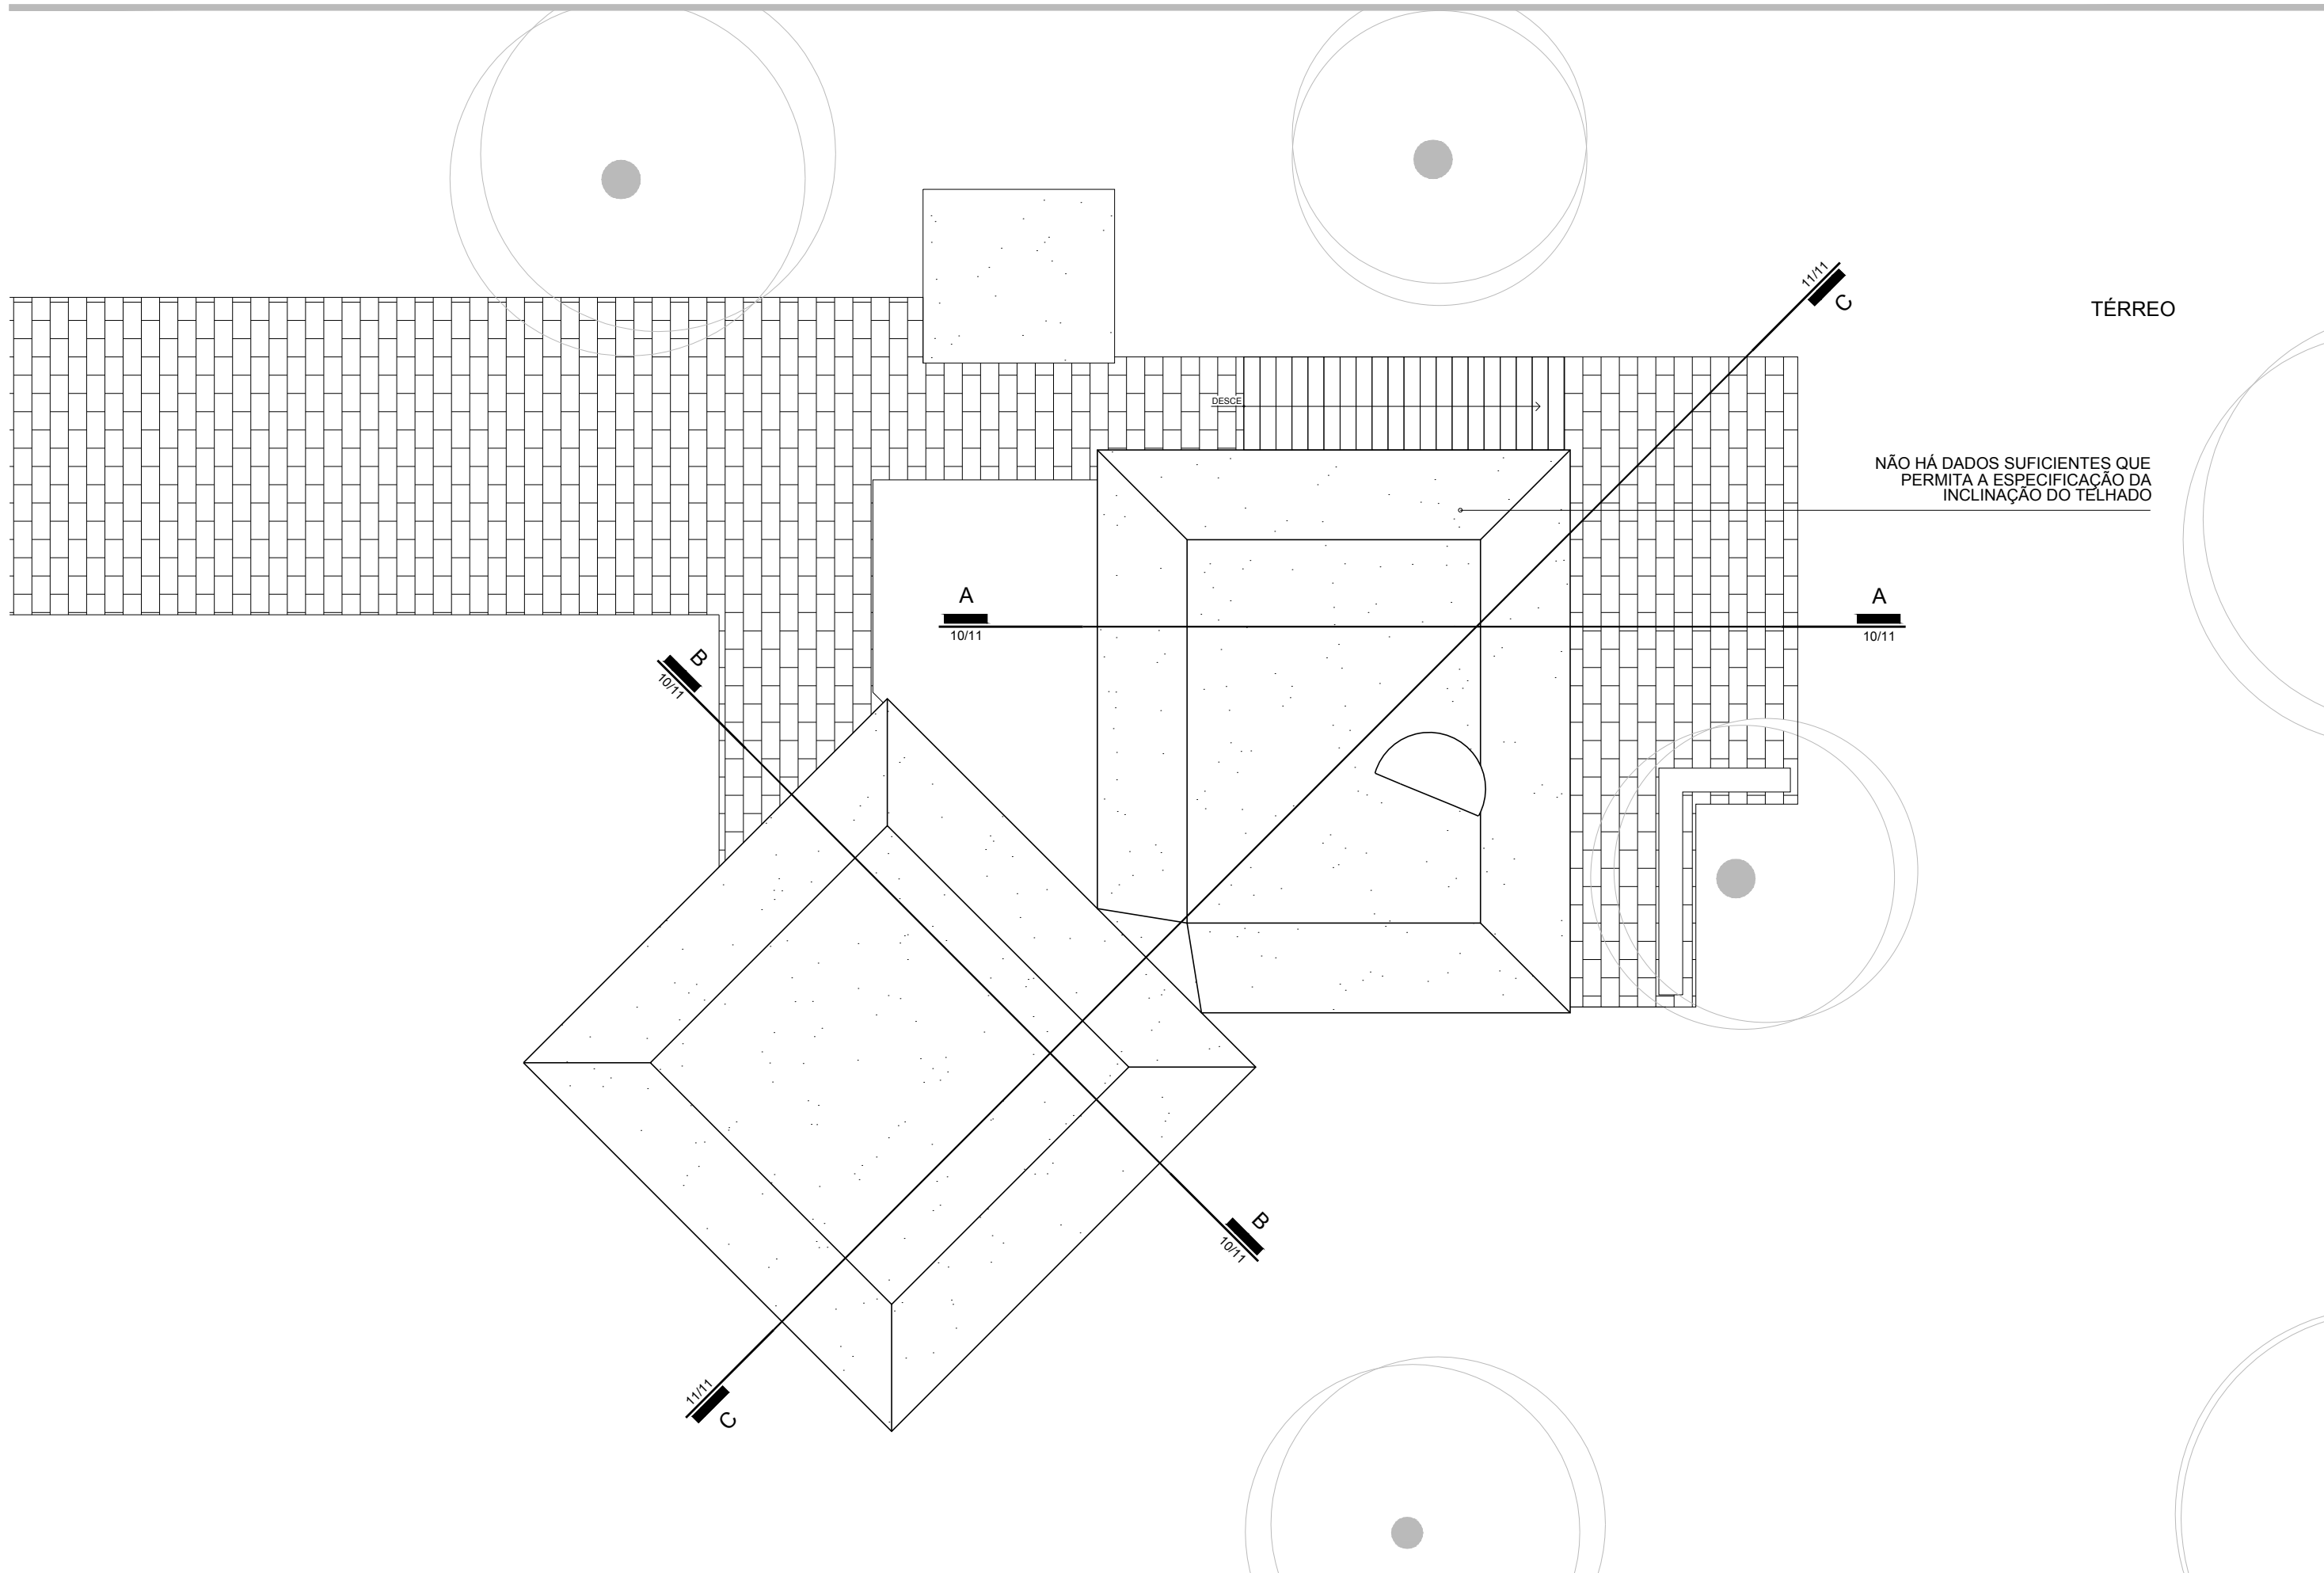 11/11
C
TÉRREO
DESCE
NÃO HÁ DADOS SUFICIENTES QUE
PERMITA A ESPECIFICAÇÃO DA
INCLINAÇÃO DO TELHADO
A
10/11
A
10/11
B
10/11
B
10/11
11/11
C